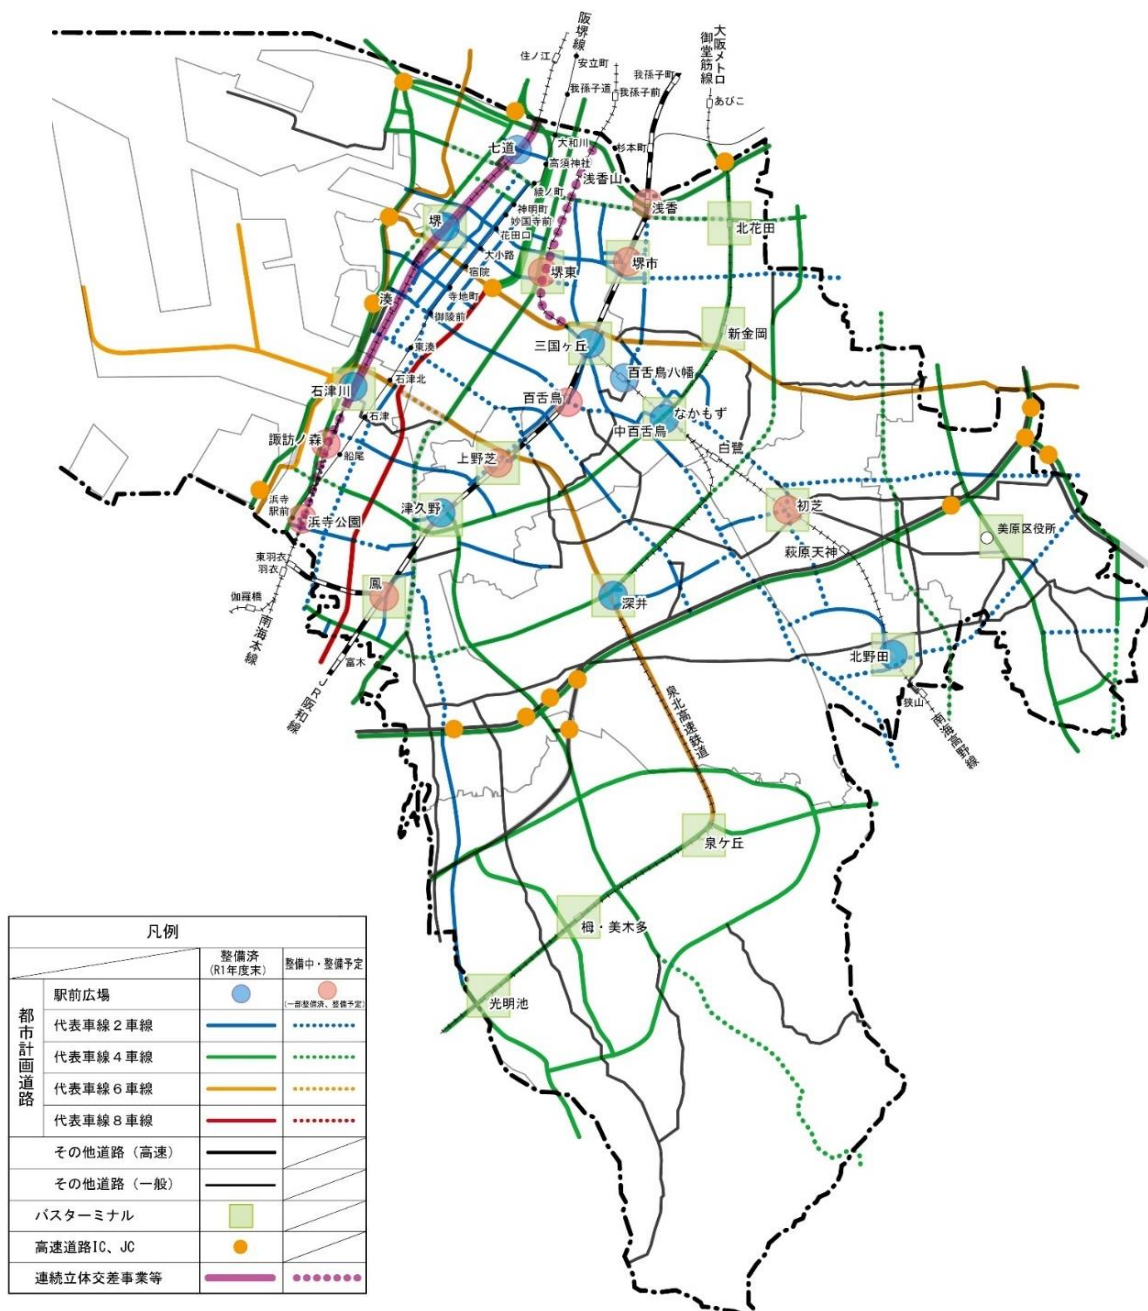 阪堺線
大阪メトロ
御堂筋線
住ノ江
安立町
我孫子道
我孫子前
我孫子町
あびこ
七道
大和川
高須神社
杉本町
浅香山
綾ノ町
神明町
妙国寺前
花田口
大小路
宿院
寺地町
御陵前
東湊
石津北
石津
船尾
浅香
北花田
堺
堺東
堺市
湊
新金岡
三国ヶ丘
百舌鳥八幡
石津川
百舌鳥
なかもず
中百舌鳥
白鷺
諏訪ノ森
上野芝
浜寺
駅前
浜寺公園
津久野
初芝
美原区役所
東羽衣
羽衣
萩原天神
伽羅橋
鳳
深井
南海本線
富木
北野田
JR阪和線
狭山
南海高野線
泉北高速鉄道
泉ケ丘
栂・美木多
光明池
凡例
整備済
(R1年度末)
整備中・整備予定
都市計画道路
駅前広場
(一部整備済、整備予定)
代表車線2車線
代表車線4車線
代表車線6車線
代表車線8車線
その他道路(高速)
その他道路(一般)
バスターミナル
高速道路IC、JC
連続立体交差事業等